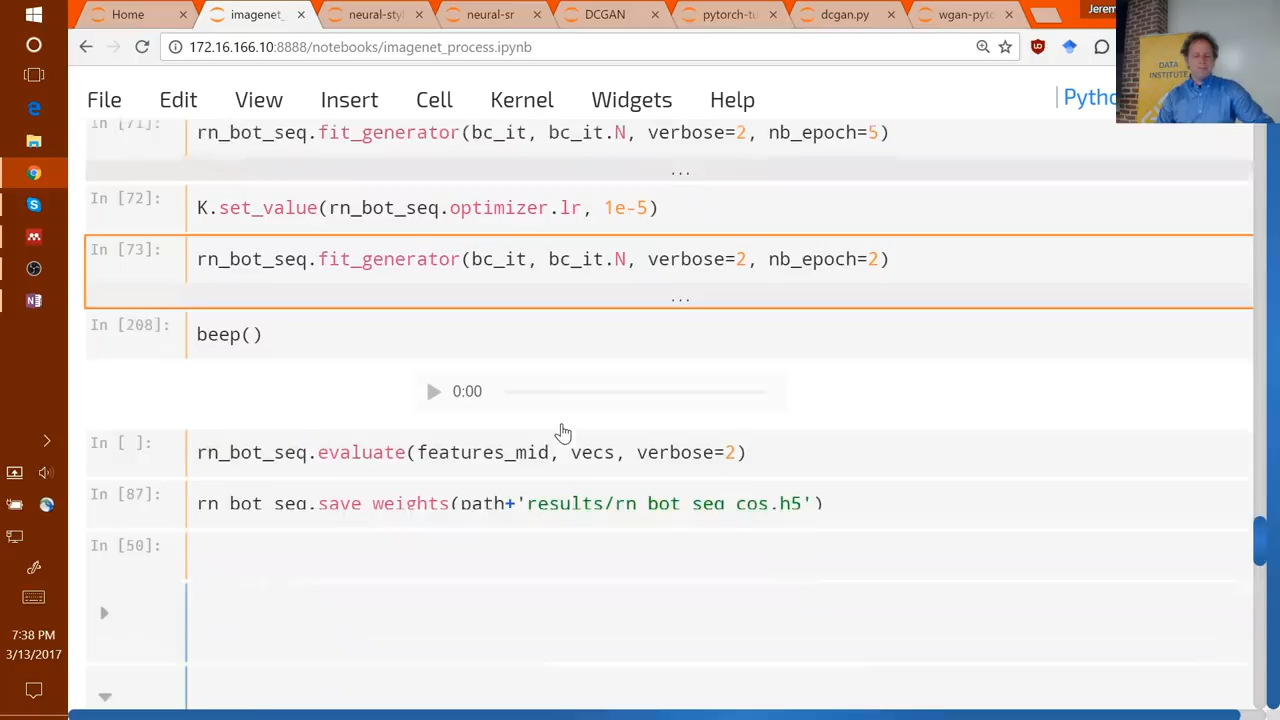 Home
imagenet_
neural-styl
neural-sr
DCGAN
pytorch-tu
dcgan.py
wgan-pyto
Jerem
172.16.166.10:8888/notebooks/imagenet_process.ipynb
File Edit View Insert Cell Kernel Widgets Help
Pytho
DATA
INSTITUTE
In [71]: rn_bot_seq.fit_generator(bc_it, bc_it.N, verbose=2, nb_epoch=5)
...
In [72]: K.set_value(rn_bot_seq.optimizer.lr, 1e-5)
In [73]: rn_bot_seq.fit_generator(bc_it, bc_it.N, verbose=2, nb_epoch=2)
...
In [208]: beep()
0:00
In [ ]: rn_bot_seq.evaluate(features_mid, vecs, verbose=2)
In [87]: rn_bot_seq.save_weights(path+'results/rn_bot_seq_cos.h5')
In [50]:
7:38 PM
3/13/2017